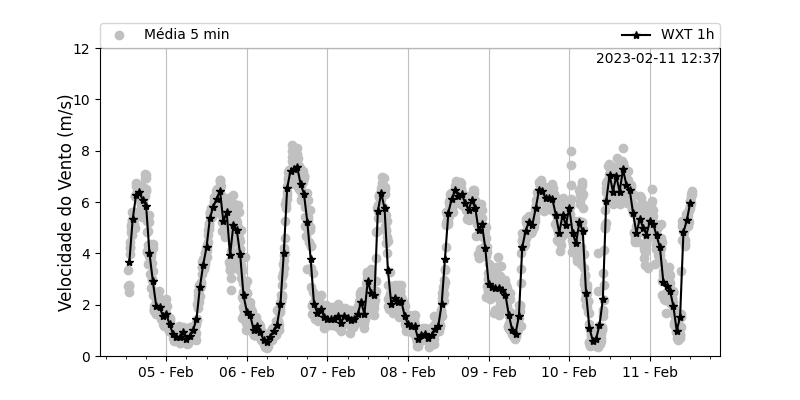 Média 5 min
WXT 1h
2023-02-11 12:37
Velocidade do Vento (m/s)
12
10
8
6
4
2
0
05 - Feb
06 - Feb
07 - Feb
08 - Feb
09 - Feb
10 - Feb
11 - Feb